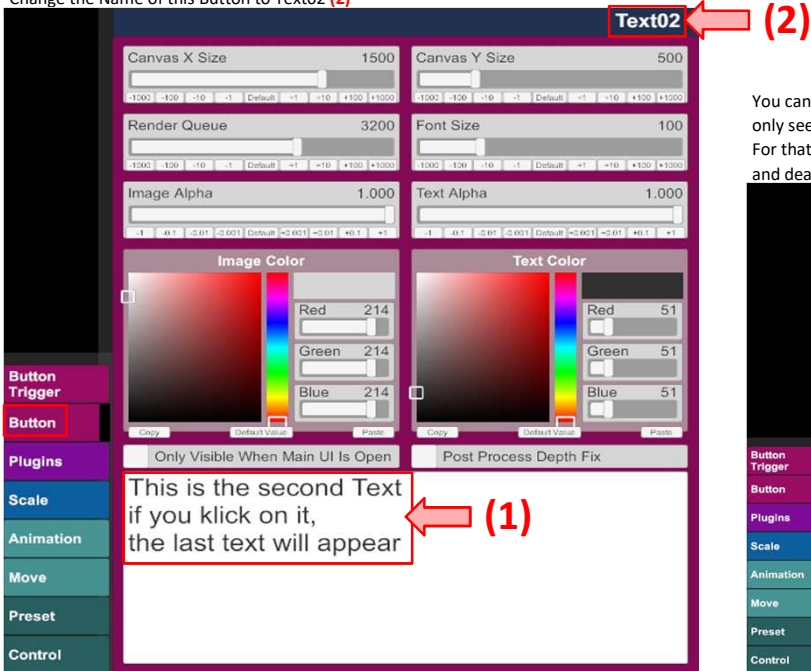 Change the Name of this Button to Text02 (2)
Text02
(2)
Canvas X Size 1500
-1000 -100 -10 -1 Default +1 +10 +100 +1000
Canvas Y Size 500
-1000 -100 -10 -1 Default +1 +10 +100 +1000
Render Queue 3200
-1000 -100 -10 -1 Default +1 +10 +100 +1000
Font Size 100
-1000 -100 -10 -1 Default +1 +10 +100 +1000
Image Alpha 1.000
-1 -0.1 -0.01 -0.001 Default +0.001 +0.01 +0.1 +1
Text Alpha 1.000
-1 -0.1 -0.01 -0.001 Default +0.001 +0.01 +0.1 +1
Image Color
Red 214
Green 214
Blue 214
Copy Default Value Paste
Text Color
Red 51
Green 51
Blue 51
Copy Default Value Paste
Only Visible When Main UI Is Open
Post Process Depth Fix
This is the second Text
if you klick on it,
the last text will appear
(1)
Button
Trigger
Button
Plugins
Scale
Animation
Move
Preset
Control
You can
only see
For that
and dea
Button
Trigger
Button
Plugins
Scale
Animation
Move
Preset
Control